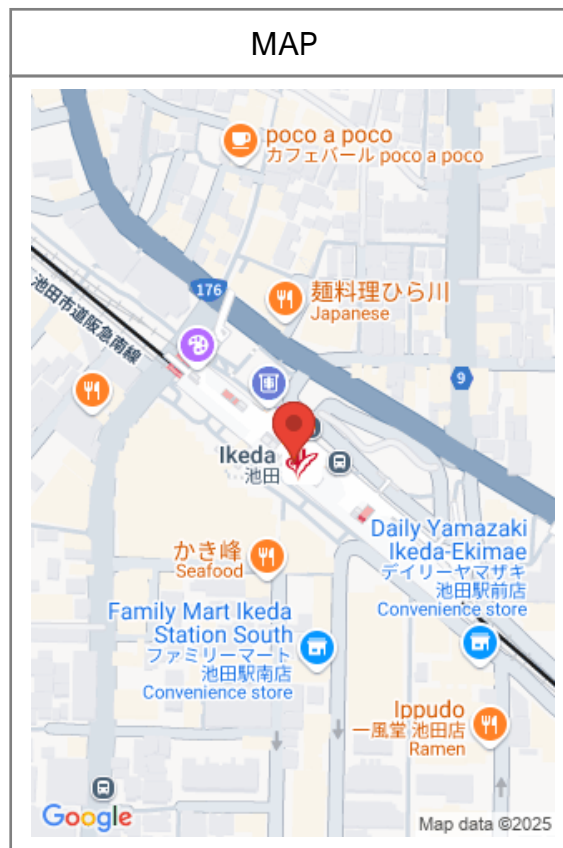 MAP
poco a poco
カフェバール poco a poco
176
麺料理ひら川
Japanese
池田市道阪急南線
9
Ikeda
池田
かき峰
Seafood
Daily Yamazaki
Ikeda-Ekimae
デイリーヤマザキ
池田駅前店
Convenience store
Family Mart Ikeda
Station South
ファミリーマート
池田駅南店
Convenience store
Ippudo
一風堂 池田店
Ramen
Google
Map data ©2025